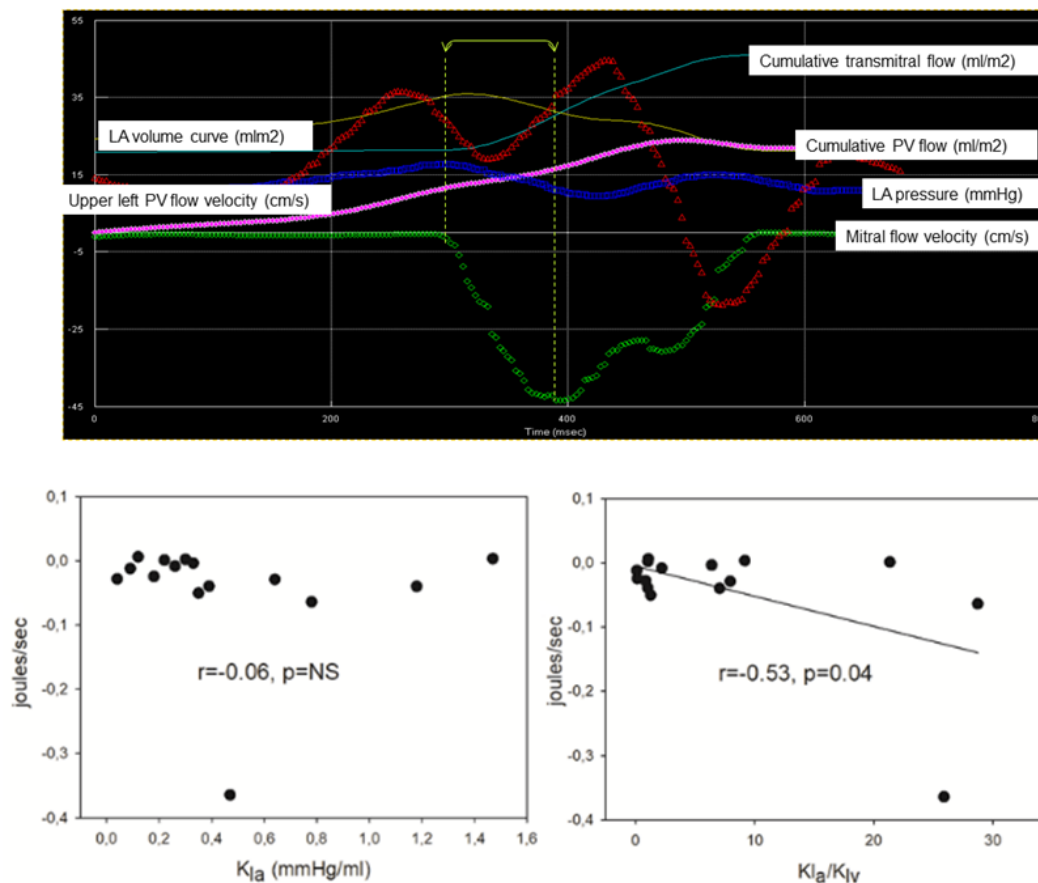 55
35
15
-5
-25
-45
0
200
400
600
80
Time (msec)
Cumulative transmitral flow (ml/m2)
LA volume curve (mlm2)
Cumulative PV flow (ml/m2)
Upper left PV flow velocity (cm/s)
LA pressure (mmHg)
Mitral flow velocity (cm/s)
0,1
0,0
-0,1
-0,2
-0,3
-0,4
joules/sec
r=-0.06, p=NS
0,0 0,2 0,4 0,6 0,8 1,0 1,2 1,4 1,6
Kla (mmHg/ml)
0,1
0,0
-0,1
-0,2
-0,3
-0,4
joules/sec
r=-0.53, p=0.04
0 10 20 30
Kla/Klv